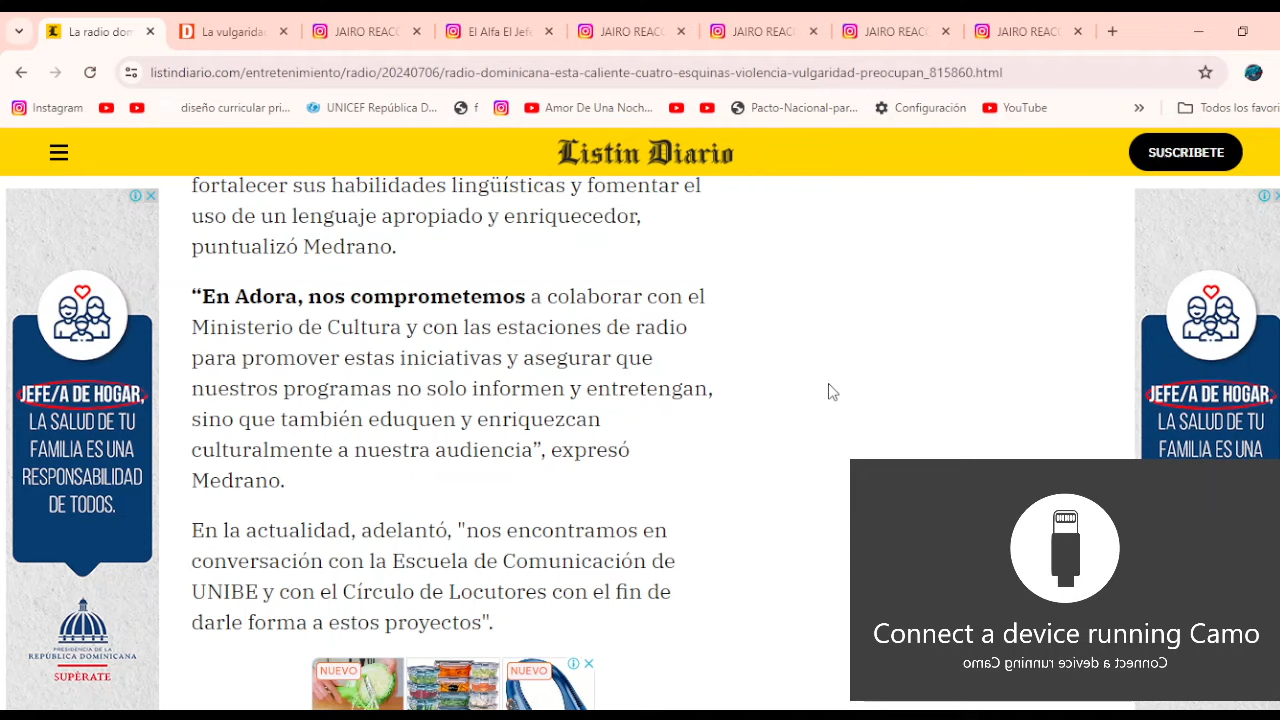 La radio dom
La vulgarida
JAIRO REAC
El Alfa El Jefe
JAIRO REAC
JAIRO REAC
JAIRO REAC
JAIRO REAC
listindiario.com/entretenimiento/radio/20240706/radio-dominicana-esta-caliente-cuatro-esquinas-violencia-vulgaridad-preocupan_815860.html
Instagram
diseño curricular pri...
UNICEF República D...
f
Amor De Una Noch...
Pacto-Nacional-par...
Configuración
YouTube
»
Todos los favori
Listin Diario
SUSCRIBETE
fortalecer sus habilidades lingüísticas y fomentar el
uso de un lenguaje apropiado y enriquecedor,
puntualizó Medrano.
“En Adora, nos comprometemos a colaborar con el
Ministerio de Cultura y con las estaciones de radio
para promover estas iniciativas y asegurar que
nuestros programas no solo informen y entretengan,
sino que también eduquen y enriquezcan
culturalmente a nuestra audiencia”, expresó
Medrano.
En la actualidad, adelantó, "nos encontramos en
conversación con la Escuela de Comunicación de
UNIBE y con el Círculo de Locutores con el fin de
darle forma a estos proyectos".
NUEVO
NUEVO
JEFE/A DE HOGAR,
LA SALUD DE TU
FAMILIA ES UNA
RESPONSABILIDAD
DE TODOS.
PRESIDENCIA DE LA
REPÚBLICA DOMINICANA
SUPÉRATE
JEFE/A DE HOGAR,
LA SALUD DE TU
FAMILIA ES UNA
Connect a device running Camo
Connect a device running Camo